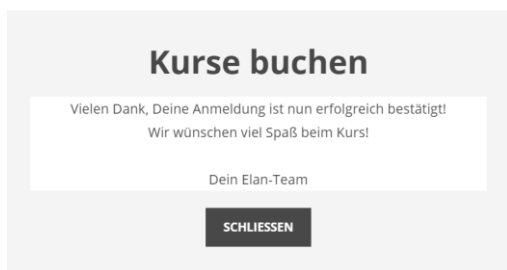 Kurse buchen
Vielen Dank, Deine Anmeldung ist nun erfolgreich bestätigt!
Wir wünschen viel Spaß beim Kurs!
Dein Elan-Team
SCHLIESSEN